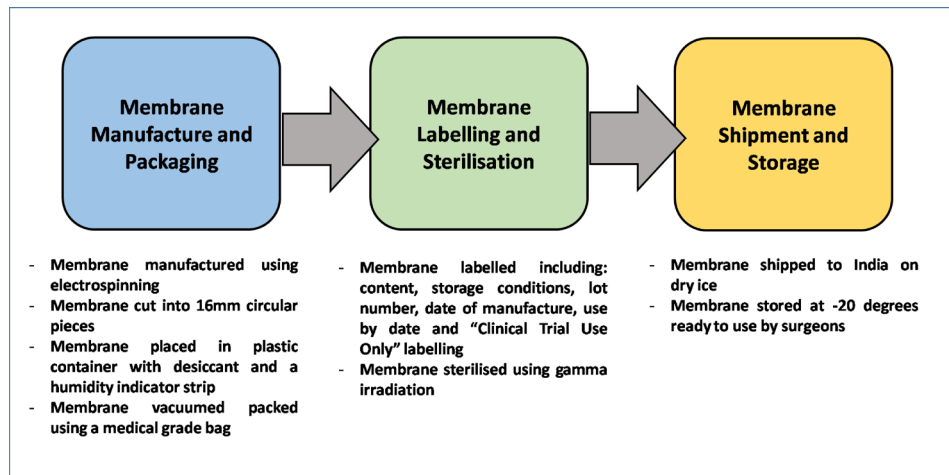 Membrane
Manufacture and
Packaging
Membrane
Labelling and
Sterilisation
Membrane
Shipment and
Storage
- Membrane manufactured using
electrospinning
- Membrane cut into 16mm circular
pieces
- Membrane placed in plastic
container with desiccant and a
humidity indicator strip
- Membrane vacuumed packed
using a medical grade bag
- Membrane labelled including:
content, storage conditions, lot
number, date of manufacture, use
by date and “Clinical Trial Use
Only” labelling
- Membrane sterilised using gamma
irradiation
- Membrane shipped to India on
dry ice
- Membrane stored at -20 degrees
ready to use by surgeons